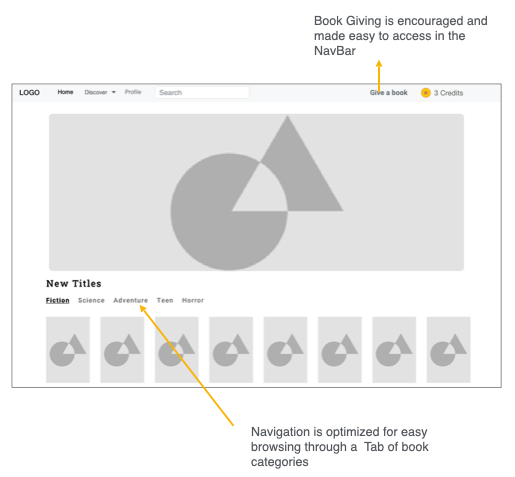 Book Giving is encouraged and
made easy to access in the
NavBar
LOGO Home Discover Profile Search Give a book 3 Credits
New Titles
Fiction Science Adventure Teen Horror
Navigation is optimized for easy
browsing through a Tab of book
categories